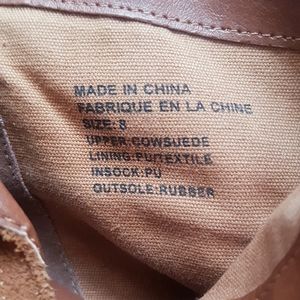 MADE IN CHINA
FABRIQUE EN LA CHINE
SIZE: 8
UPPER:COWSUEDE
LINING:PU/TEXTILE
INSOCK:PU
OUTSOLE:RUBBER